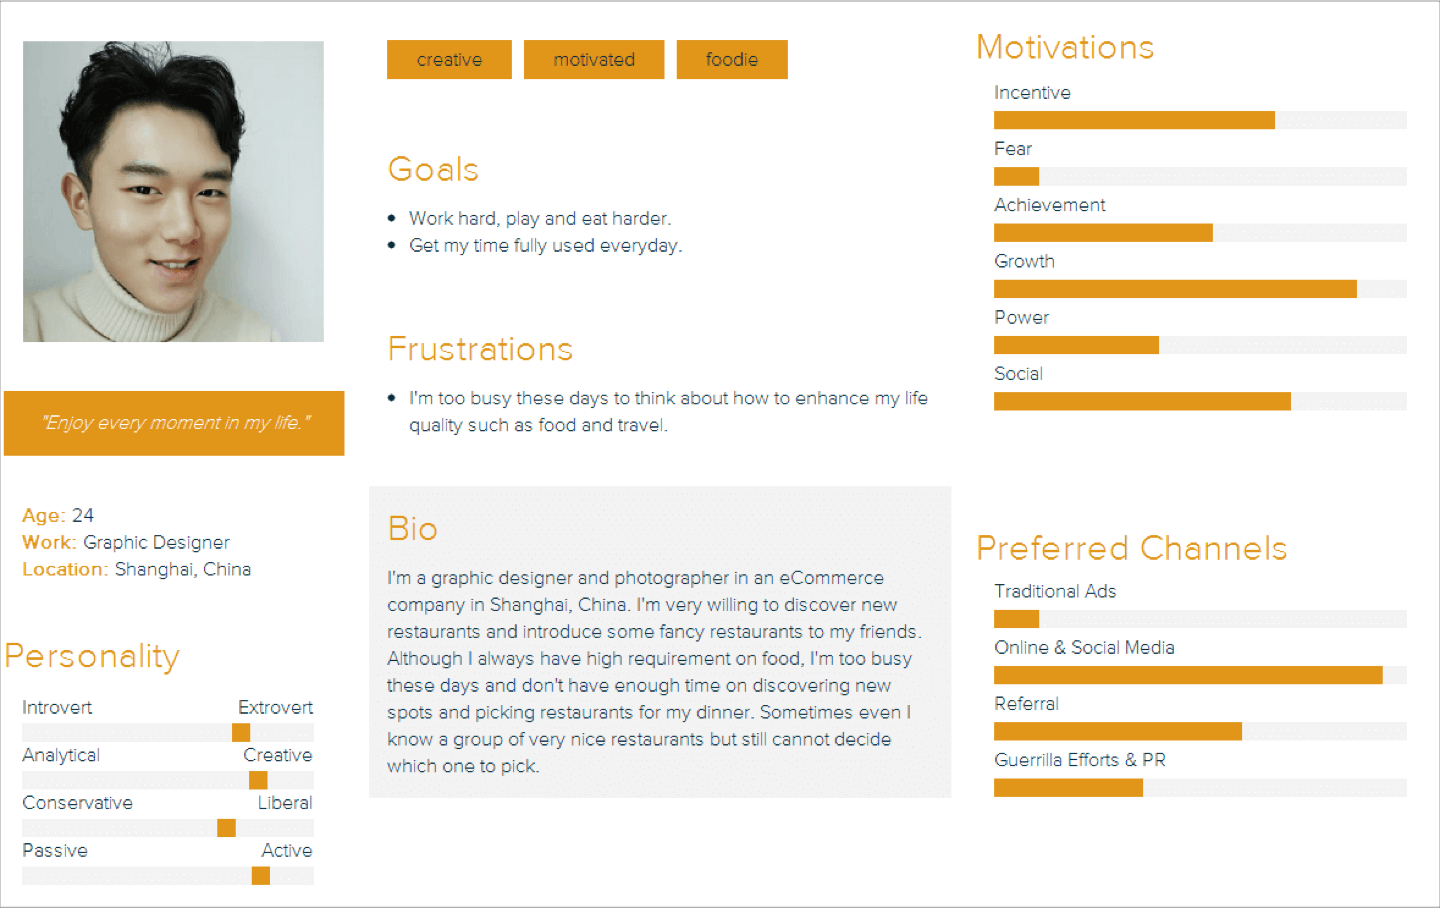 creative motivated foodie
Goals
Work hard, play and eat harder.
Get my time fully used everyday.
Frustrations
I'm too busy these days to think about how to enhance my life
quality such as food and travel.
"Enjoy every moment in my life."
Age: 24
Work: Graphic Designer
Location: Shanghai, China
Personality
Introvert Extrovert
Analytical Creative
Conservative Liberal
Passive Active
Bio
I'm a graphic designer and photographer in an eCommerce
company in Shanghai, China. I'm very willing to discover new
restaurants and introduce some fancy restaurants to my friends.
Although I always have high requirement on food, I'm too busy
these days and don't have enough time on discovering new
spots and picking restaurants for my dinner. Sometimes even I
know a group of very nice restaurants but still cannot decide
which one to pick.
Motivations
Incentive
Fear
Achievement
Growth
Power
Social
Preferred Channels
Traditional Ads
Online & Social Media
Referral
Guerrilla Efforts & PR